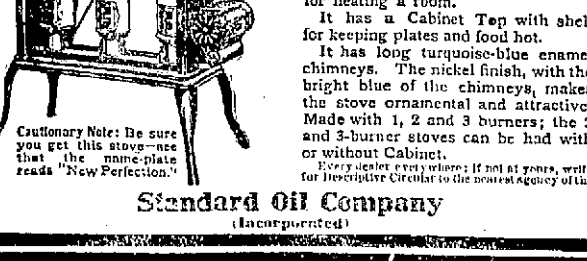 for heating a room.
It has a Cabinet Top with shel
for keeping plates and food hot.
It has long turquoise-blue ename
chimneys. The nickel finish, with the
bright blue of the chimneys, makes
the stove ornamental and attractive
Made with 1, 2 and 3 burners; the 2
and 3-burner stoves can be had with
or without Cabinet.
Every dealer everywhere; if not at yours, writ
for Descriptive Circular to the nearest agency of th
Cautionary Note: Be sure
you get this stove—see
that the name-plate
reads "New Perfection."
Standard Oil Company
(Incorporated)